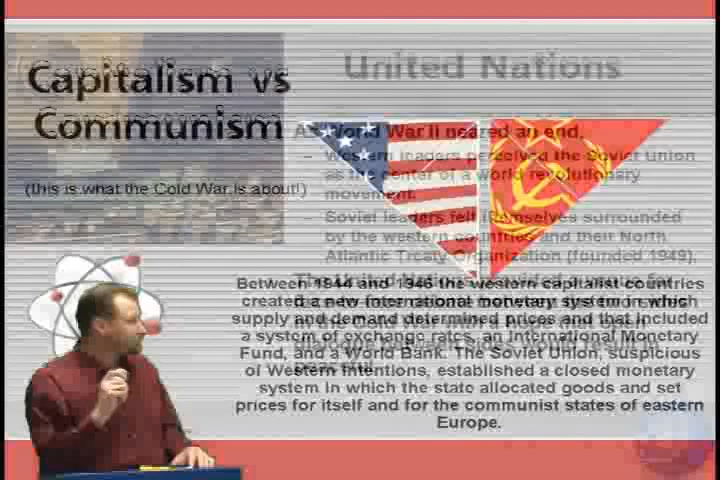 Capitalism vs
Communism
(this is what the Cold War is about!)
United Nations
As World War II neared an end,
– Western leaders perceived the Soviet Union
as the center of a world revolutionary
movement.
Soviet leaders felt themselves surrounded
by the western countries and their North
Atlantic Treaty Organization (founded 1949).
Between 1944 and 1946 the western capitalist countries
created a new international monetary system in which
supply and demand determined prices and that included
a system of exchange rates, an International Monetary
Fund, and a World Bank. The Soviet Union, suspicious
of Western intentions, established a closed monetary
system in which the state allocated goods and set
prices for itself and for the communist states of eastern
Europe.